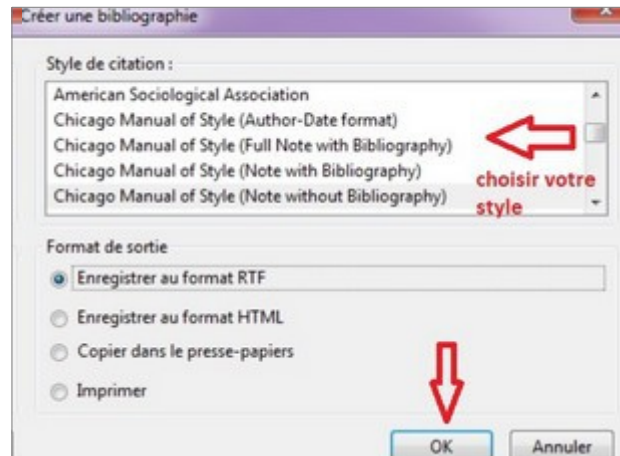 Créer une bibliographie
Style de citation :
American Sociological Association
Chicago Manual of Style (Author-Date format)
Chicago Manual of Style (Full Note with Bibliography)
Chicago Manual of Style (Note with Bibliography)
Chicago Manual of Style (Note without Bibliography)
choisir votre
style
Format de sortie
Enregistrer au format RTF
Enregistrer au format HTML
Copier dans le presse-papiers
Imprimer
OK
Annuler